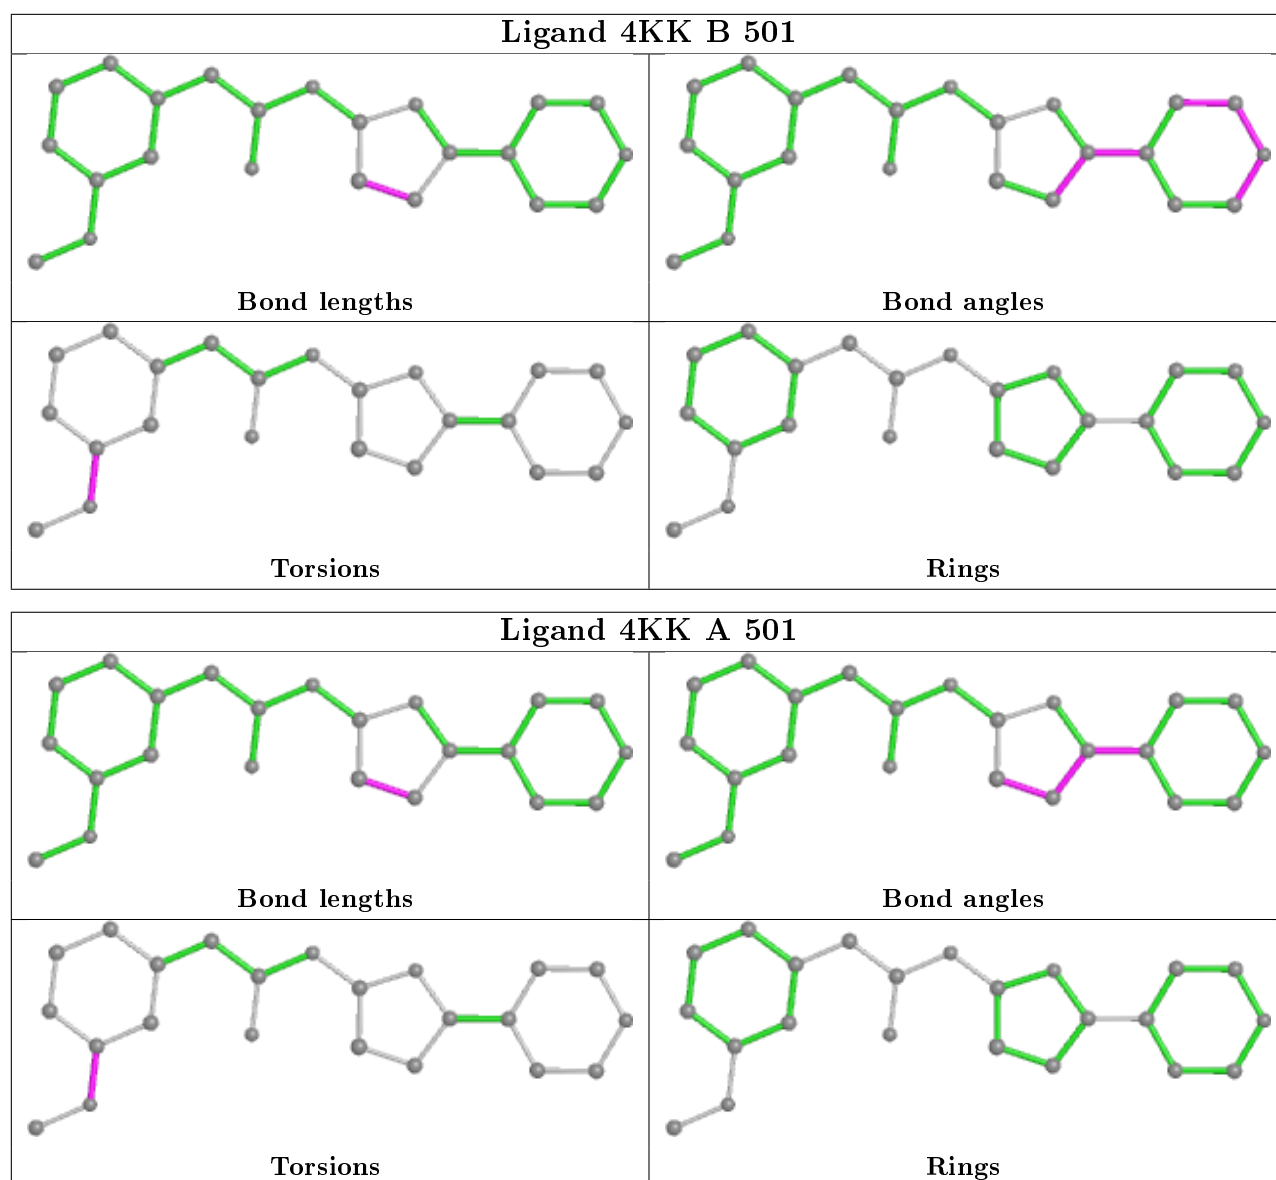 Ligand 4KK B 501
Bond lengths
Bond angles
Torsions
Rings
Ligand 4KK A 501
Bond lengths
Bond angles
Torsions
Rings